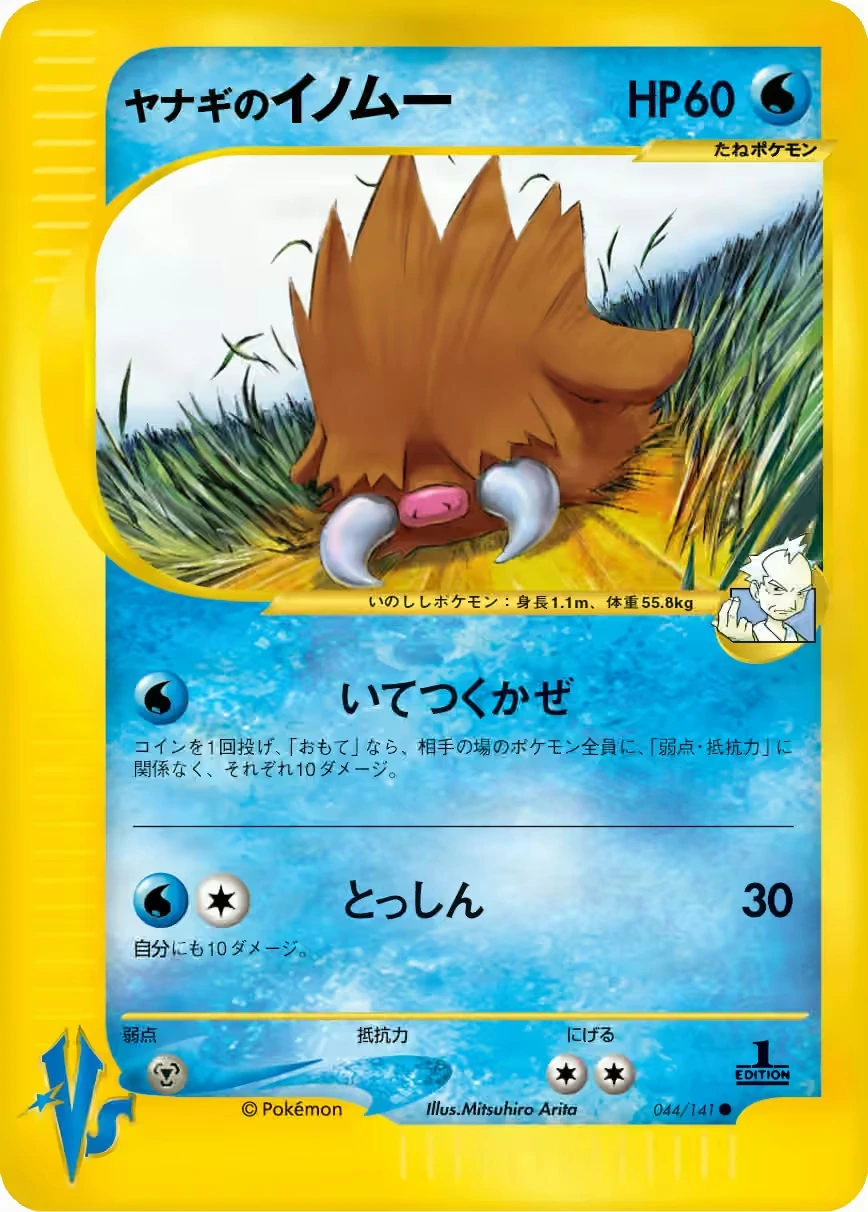 ヤナギのイノムー HP60
たねポケモン
いのししポケモン：身長1.1m、体重55.8kg
いてつくかぜ
コインを1回投げ、「おもて」なら、相手の場のポケモン全員に、「弱点・抵抗力」に
関係なく、それぞれ10ダメージ。
とっしん 30
自分にも10ダメージ。
弱点 抵抗力 にげる
1
EDITION
VS
© Pokémon Illus.Mitsuhiro Arita 044/141